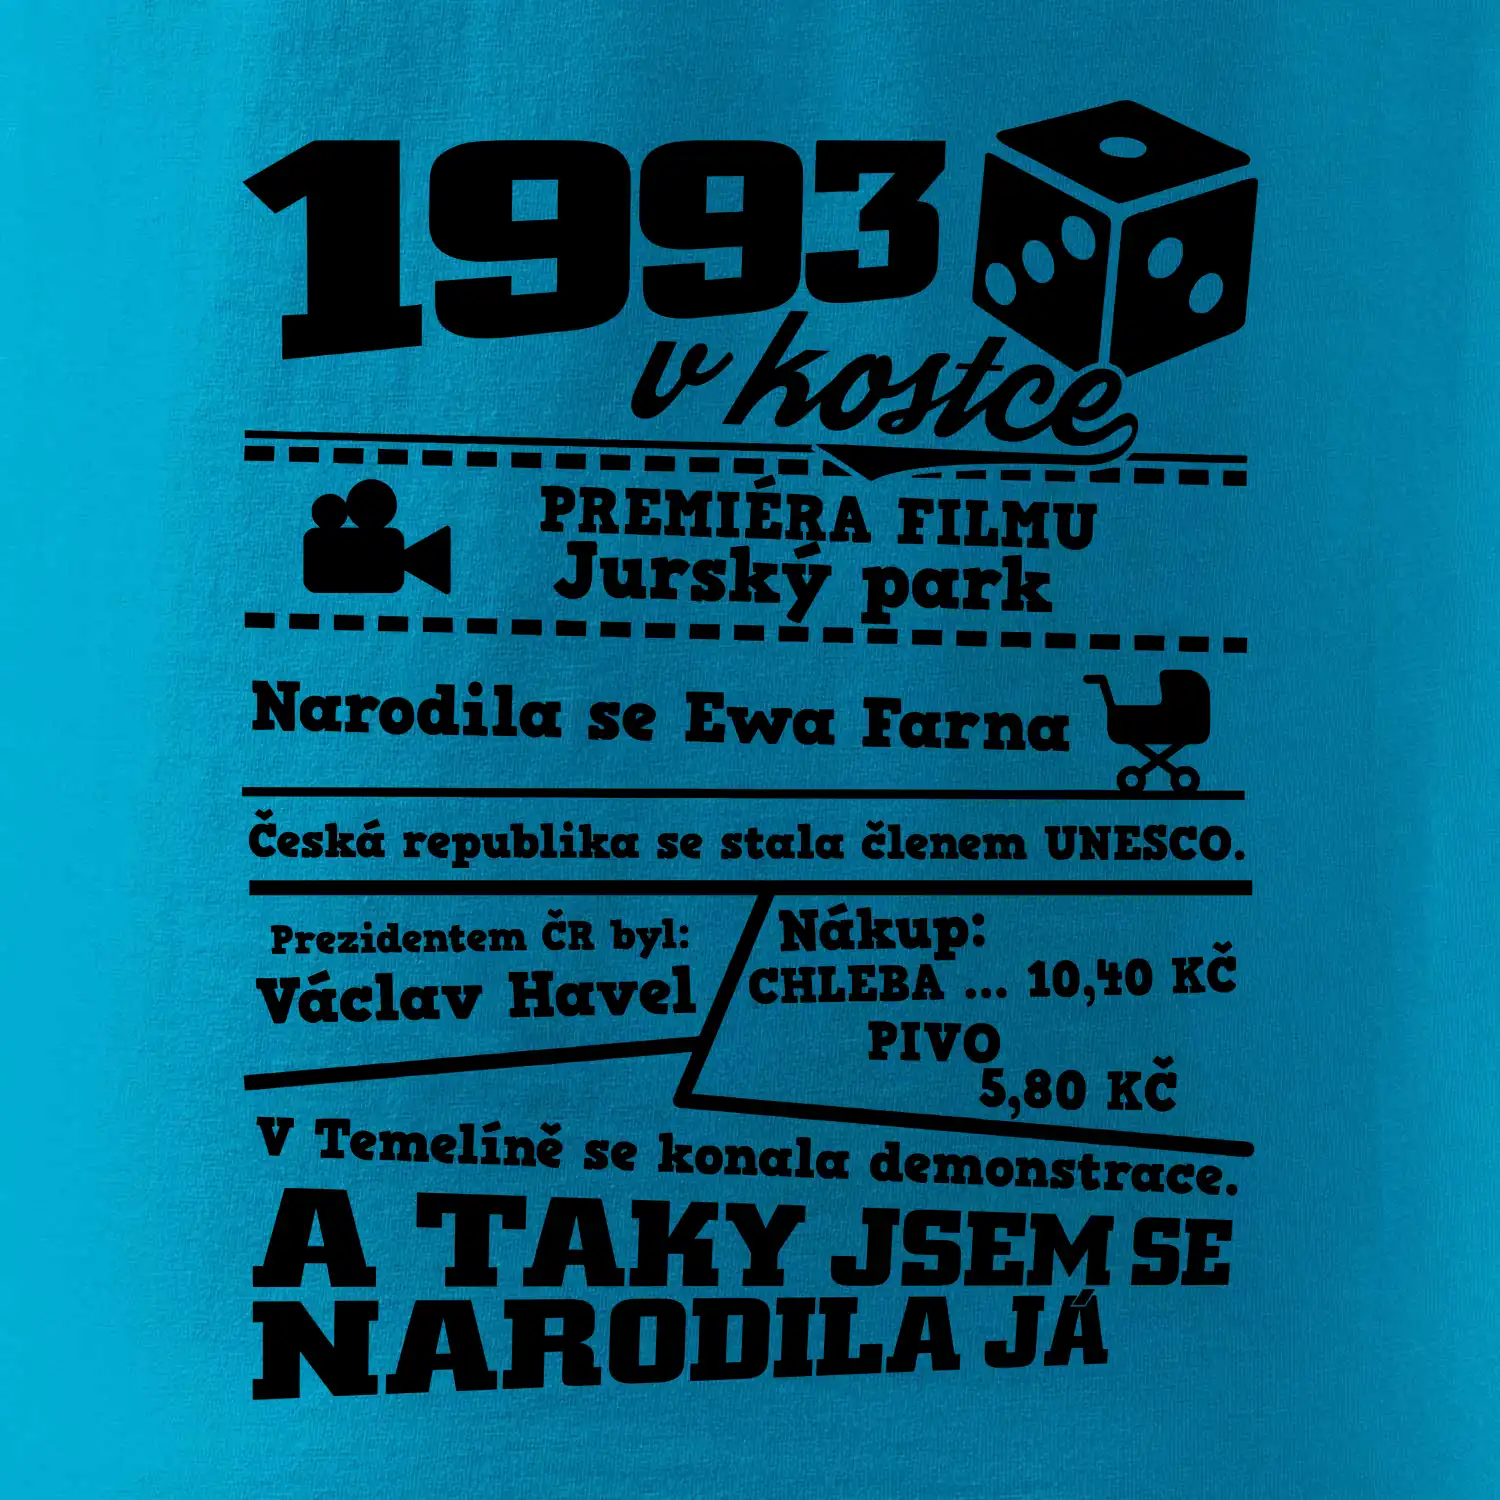 1993
v kostce
PREMIÉRA FILMU
Jurský park
Narodila se Ewa Farna
Česká republika se stala členem UNESCO.
Prezidentem ČR byl:
Václav Havel
Nákup:
CHLEBA ... 10,40 KČ
PIVO
5,80 KČ
V Temelíně se konala demonstrace.
A TAKY JSEM SE
NARODILA JÁ